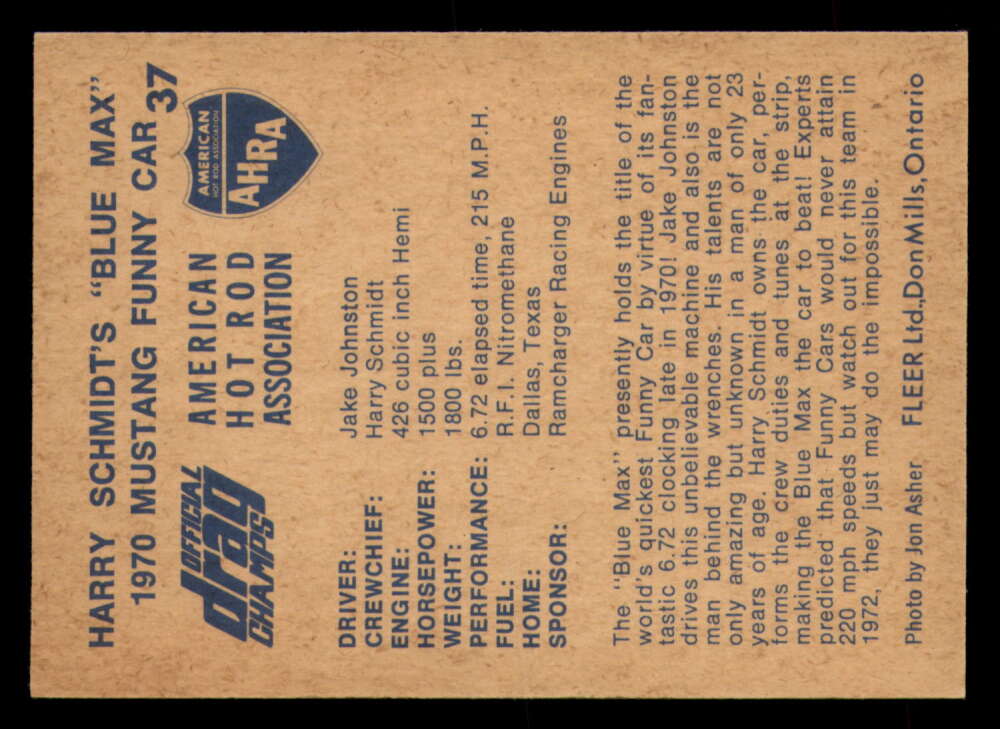 HARRY SCHMIDT'S "BLUE MAX"
1970 MUSTANG FUNNY CAR 37
OFFICIAL
drag
CHAMPS
AMERICAN
HOT ROD
ASSOCIATION
AMERICAN
HOT ROD ASSOCIATION
AHRA
DRIVER: Jake Johnston
CREWCHIEF: Harry Schmidt
ENGINE: 426 cubic inch Hemi
HORSEPOWER: 1500 plus
WEIGHT: 1800 lbs.
PERFORMANCE: 6.72 elapsed time, 215 M.P.H.
FUEL: R.F.I. Nitromethane
HOME: Dallas, Texas
SPONSOR: Ramcharger Racing Engines
The "Blue Max" presently holds the title of the
world's quickest Funny Car by virtue of its fan-
tastic 6.72 clocking late in 1970! Jake Johnston
drives this unbelievable machine and also is the
man behind the wrenches. His talents are not
only amazing but unknown in a man of only 23
years of age. Harry Schmidt owns the car, per-
forms the crew duties and tunes at the strip,
making the Blue Max the car to beat! Experts
predicted that Funny Cars would never attain
220 mph speeds but watch out for this team in
1972, they just may do the impossible.
Photo by Jon Asher FLEER Ltd., Don Mills, Ontario